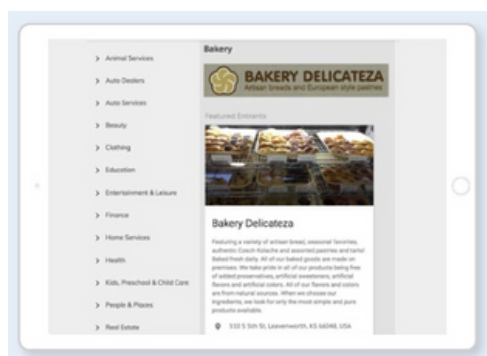 Animal Services
Auto Dealers
Auto Services
Beauty
Clothing
Education
Entertainment & Leisure
Finance
Home Services
Health
Kids, Preschool & Child Care
People & Places
Real Estate
Bakery
BAKERY DELICATEZA
Artisan breads and European style pastries
Featured Entrants
Bakery Delicateza
Featuring a variety of artisan bread, seasonal favorites,
authentic Czech Kolache and assorted pastries and tarts!
Baked fresh daily. All of our baked goods are made on
premises. We take pride in all of our products being free
of added preservatives, artificial sweeteners, artificial
flavors and artificial colors. All of our flavors and colors
are from natural sources. When we choose our
ingredients, we look for only the most simple and pure
products available.
510 S 5th St, Leavenworth, KS 66048, USA